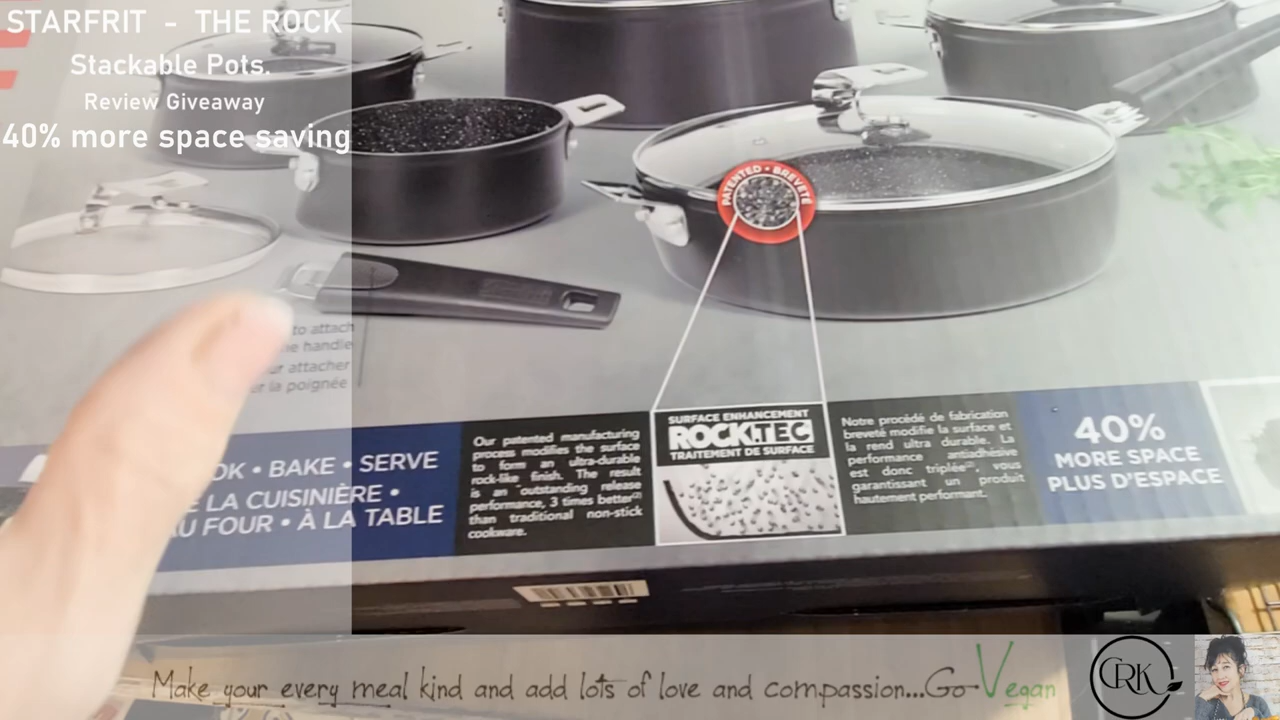 STARFRIT - THE ROCK
Stackable Pots.
Review Giveaway
40% more space saving
PATENTED • BREVETÉ
to attach
handle
attacher
la poignée
• BAKE • SERVE
LA CUISINIÈRE •
AU FOUR • À LA TABLE
Our patented manufacturing
process modifies the surface
to form an ultra-durable
rock-like finish. The result
is an outstanding release
performance, 3 times better⁽²⁾
than traditional non-stick
cookware.
SURFACE ENHANCEMENT
ROCK.TEC
TRAITEMENT DE SURFACE
Notre procédé de fabrication
breveté modifie la surface et
la rend ultra durable. La
performance antiadhésive
est donc triplée⁽²⁾, vous
garantissant un produit
hautement performant.
40%
MORE SPACE
PLUS D'ESPACE
Make your every meal kind and add lots of love and compassion...Go Vegan
CRK